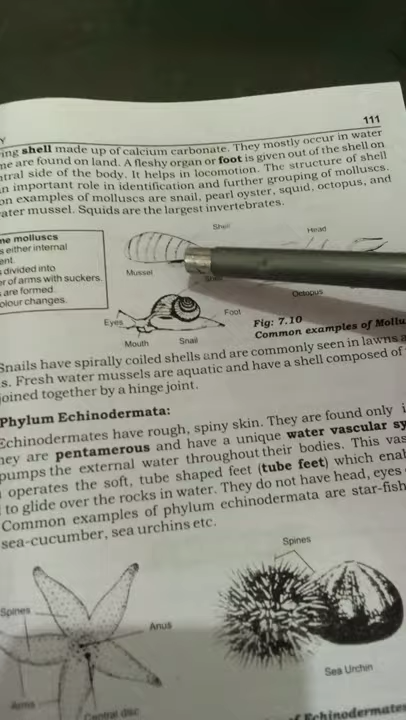 111
ing shell made up of calcium carbonate. They mostly occur in water
me are found on land. A fleshy organ or foot is given out of the shell on
tral side of the body. It helps in locomotion. The structure of shell
an important role in identification and further grouping of molluscs.
on examples of molluscs are snail, pearl oyster, squid, octopus, and
ater mussel. Squids are the largest invertebrates.
me molluscs
s either internal
ent.
divided into
er of arms with suckers.
are formed.
olour changes.
Shell
Head
Mussel
Shell
Octopus
Eyes
Foot
Mouth
Snail
Fig: 7.10
Common examples of Mollu
Snails have spirally coiled shells and are commonly seen in lawns a
s. Fresh water mussels are aquatic and have a shell composed of
joined together by a hinge joint.
Phylum Echinodermata:
Echinodermates have rough, spiny skin. They are found only i
hey are pentamerous and have a unique water vascular sy
pumps the external water throughout their bodies. This vas
operates the soft, tube shaped feet (tube feet) which enal
to glide over the rocks in water. They do not have head, eyes
Common examples of phylum echinodermata are star-fish
sea-cucumber, sea urchins etc.
Spines
Spines
Anus
Sea Urchin
Arms
Central disc
of Echinodermates